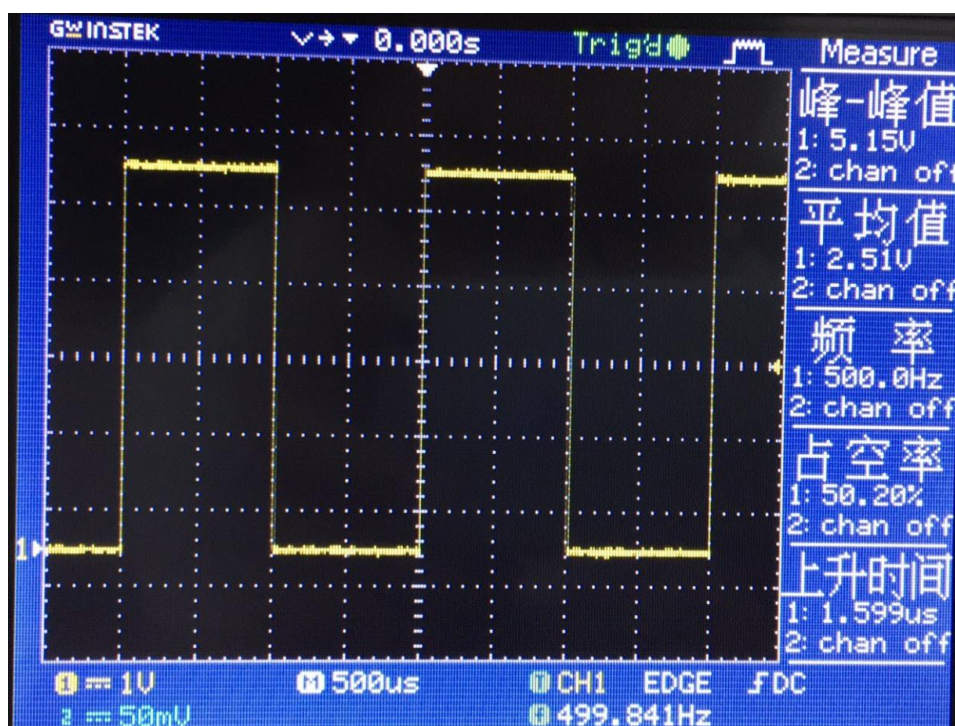 GWINSTEK
0.000s
Trig'd
Measure
峰-峰值
1: 5.15V
2: chan off
平均值
1: 2.51V
2: chan off
频 率
1: 500.0Hz
2: chan off
占空率
1: 50.20%
2: chan off
上升时间
1: 1.599us
2: chan off
1
1 1V
M 500us
T CH1 EDGE DC
2 50mV
F 499.841Hz